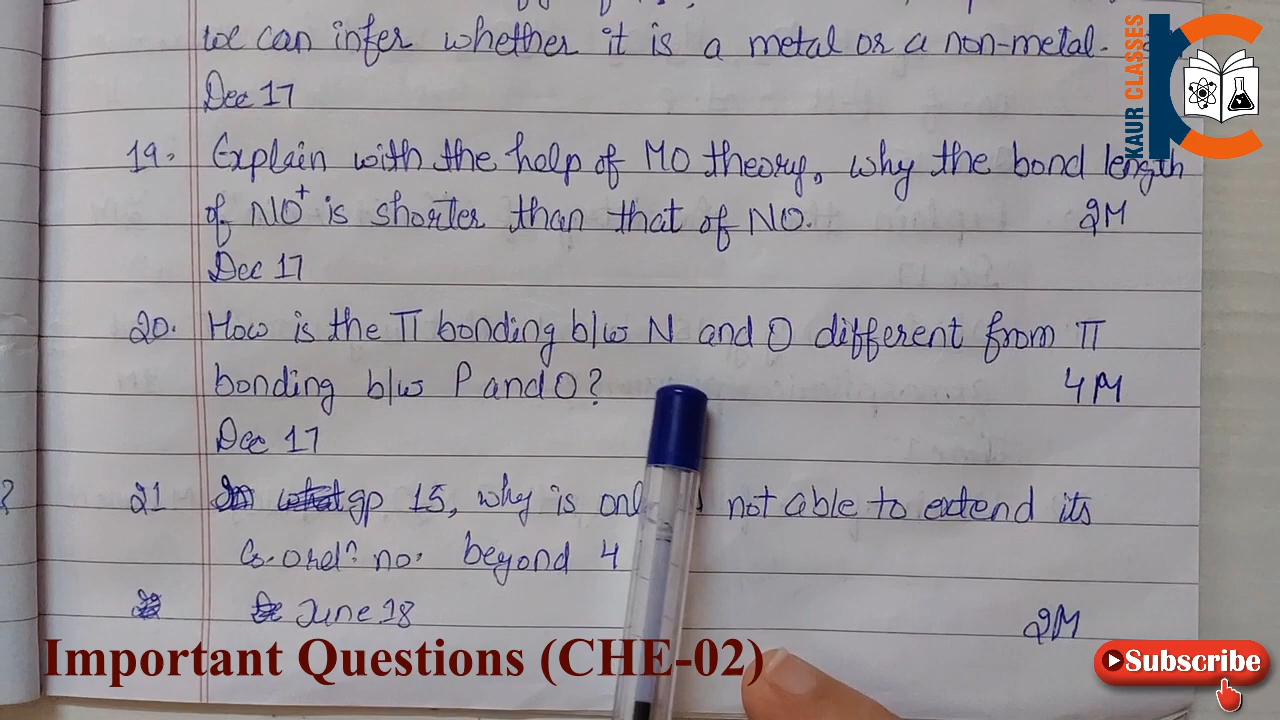 we can infer whether it is a metal or a non-metal.
Dec 17
19. Explain with the help of MO theory, why the bond length
of NO+ is shorter than that of NO. 2M
Dec 17
20. How is the π bonding b/w N and O different from π
bonding b/w P and O? 4M
Dec 17
21 gp 15, why is only not able to extend its
Co-ordn no. beyond 4
June 18 2M
KAUR CLASSES
Important Questions (CHE-02)
Subscribe